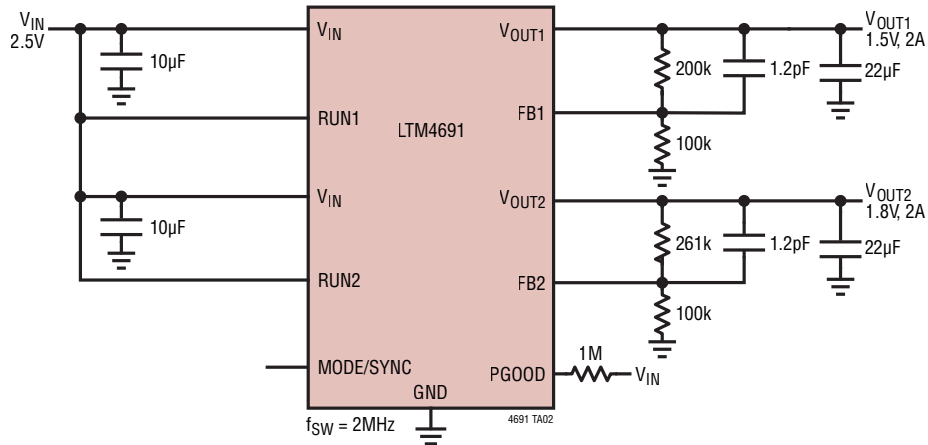 VIN
2.5V
10µF
10µF
VIN
RUN1
VIN
RUN2
MODE/SYNC
LTM4691
GND
fSW = 2MHz
VOUT1
FB1
VOUT2
FB2
PGOOD
4691 TA02
200k
1.2pF
22µF
100k
VOUT1
1.5V, 2A
261k
1.2pF
22µF
100k
VOUT2
1.8V, 2A
1M
VIN